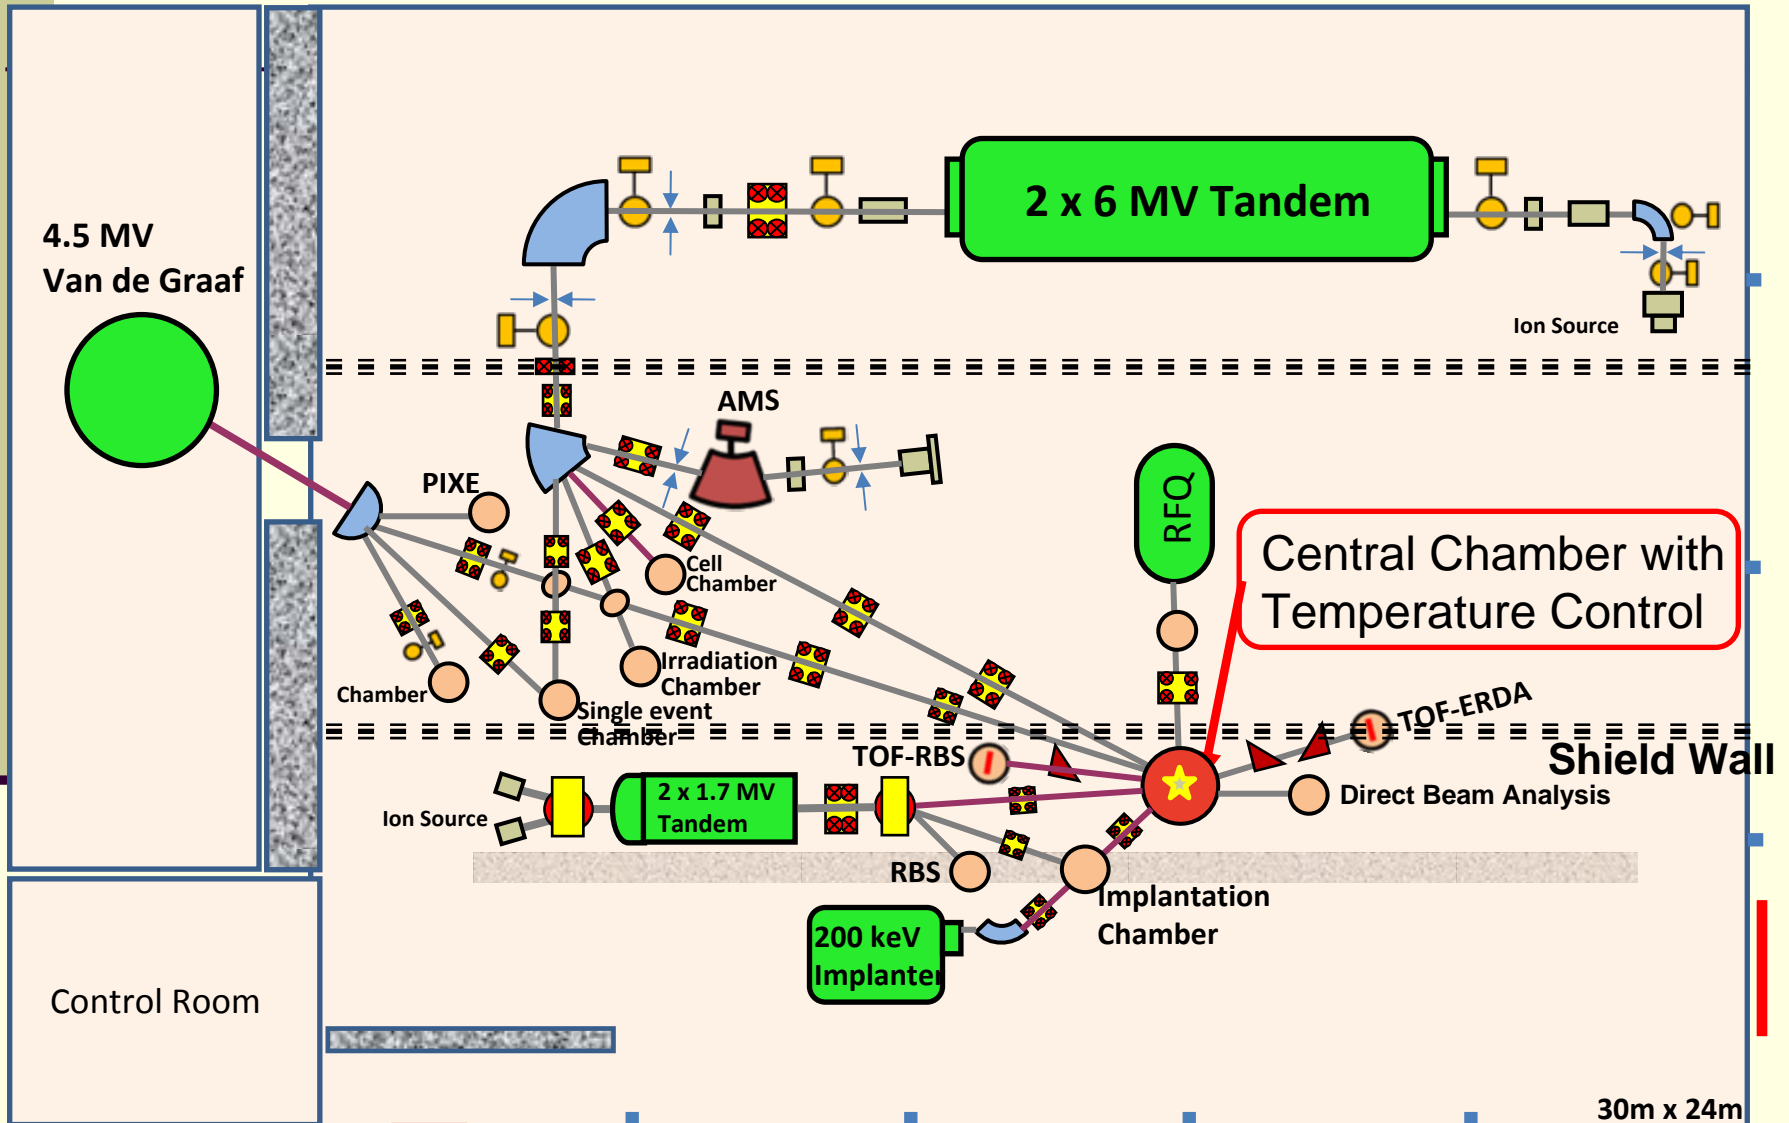 2 x 6 MV Tandem
4.5 MV
Van de Graaf
Ion Source
AMS
PIXE
RFQ
Central Chamber with
Temperature Control
Cell
Chamber
Irradiation
Chamber
Chamber
Single event
Chamber
TOF-ERDA
TOF-RBS
Shield Wall
2 x 1.7 MV
Tandem
Direct Beam Analysis
Ion Source
RBS
Implantation
Chamber
200 keV
Implanter
Control Room
30m x 24m